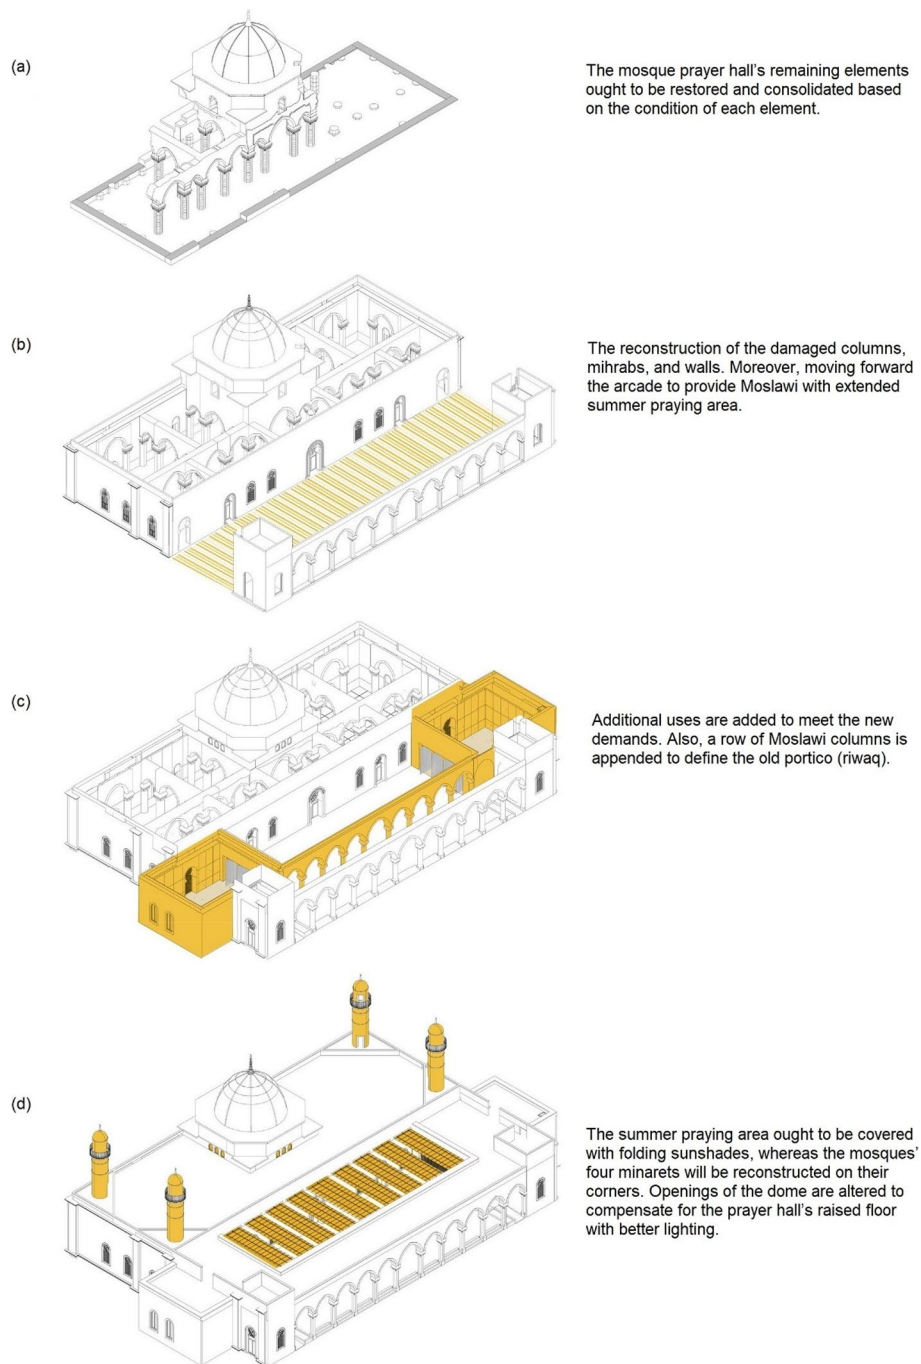 (a)
The mosque prayer hall's remaining elements
ought to be restored and consolidated based
on the condition of each element.
(b)
The reconstruction of the damaged columns,
mihrabs, and walls. Moreover, moving forward
the arcade to provide Moslawi with extended
summer praying area.
(c)
Additional uses are added to meet the new
demands. Also, a row of Moslawi columns is
appended to define the old portico (riwaq).
(d)
The summer praying area ought to be covered
with folding sunshades, whereas the mosques'
four minarets will be reconstructed on their
corners. Openings of the dome are altered to
compensate for the prayer hall's raised floor
with better lighting.